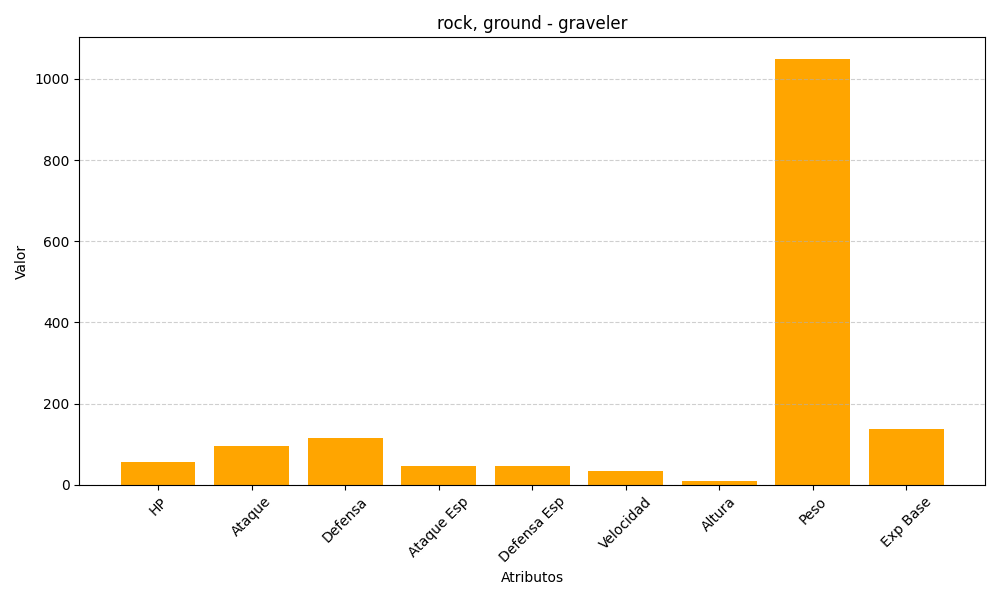 rock, ground - graveler
Valor
1000
800
600
400
200
0
HP
Ataque
Defensa
Ataque Esp
Defensa Esp
Velocidad
Altura
Peso
Exp Base
Atributos